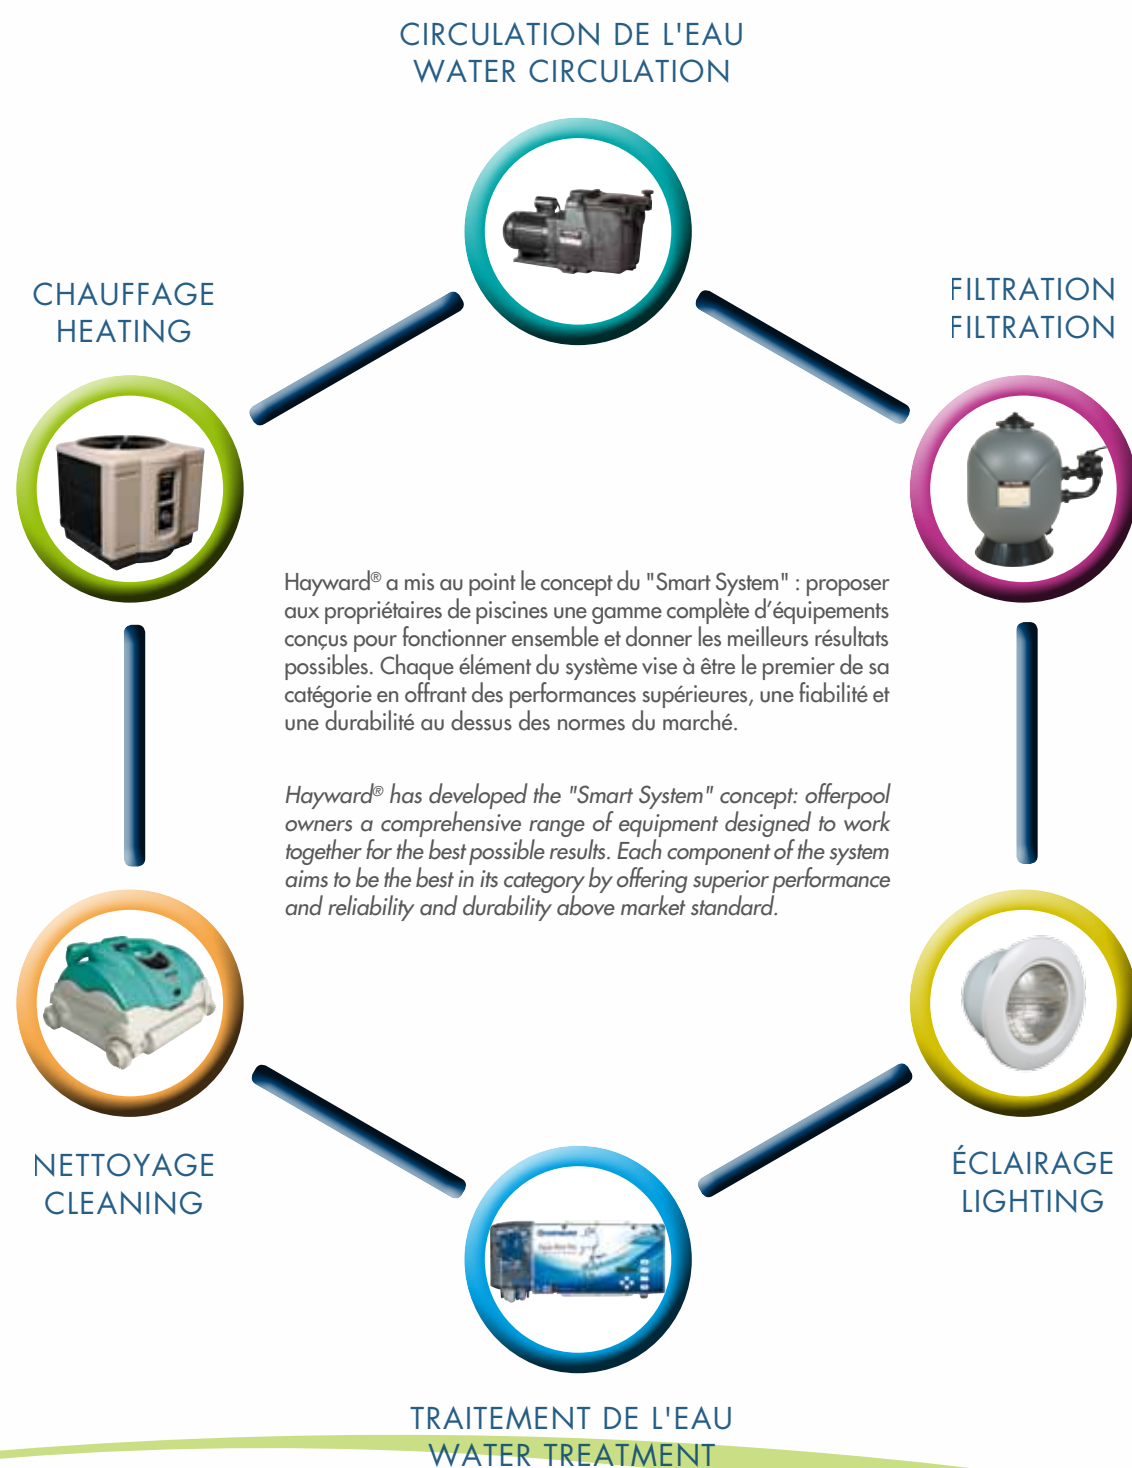 CIRCULATION DE L'EAU
WATER CIRCULATION
CHAUFFAGE
HEATING
FILTRATION
FILTRATION
Hayward® a mis au point le concept du "Smart System" : proposer
aux propriétaires de piscines une gamme complète d’équipements
conçus pour fonctionner ensemble et donner les meilleurs résultats
possibles. Chaque élément du système vise à être le premier de sa
catégorie en offrant des performances supérieures, une fiabilité et
une durabilité au dessus des normes du marché.
Hayward® has developed the "Smart System" concept: offerpool
owners a comprehensive range of equipment designed to work
together for the best possible results. Each component of the system
aims to be the best in its category by offering superior performance
and reliability and durability above market standard.
NETTOYAGE
CLEANING
ÉCLAIRAGE
LIGHTING
TRAITEMENT DE L'EAU
WATER TREATMENT